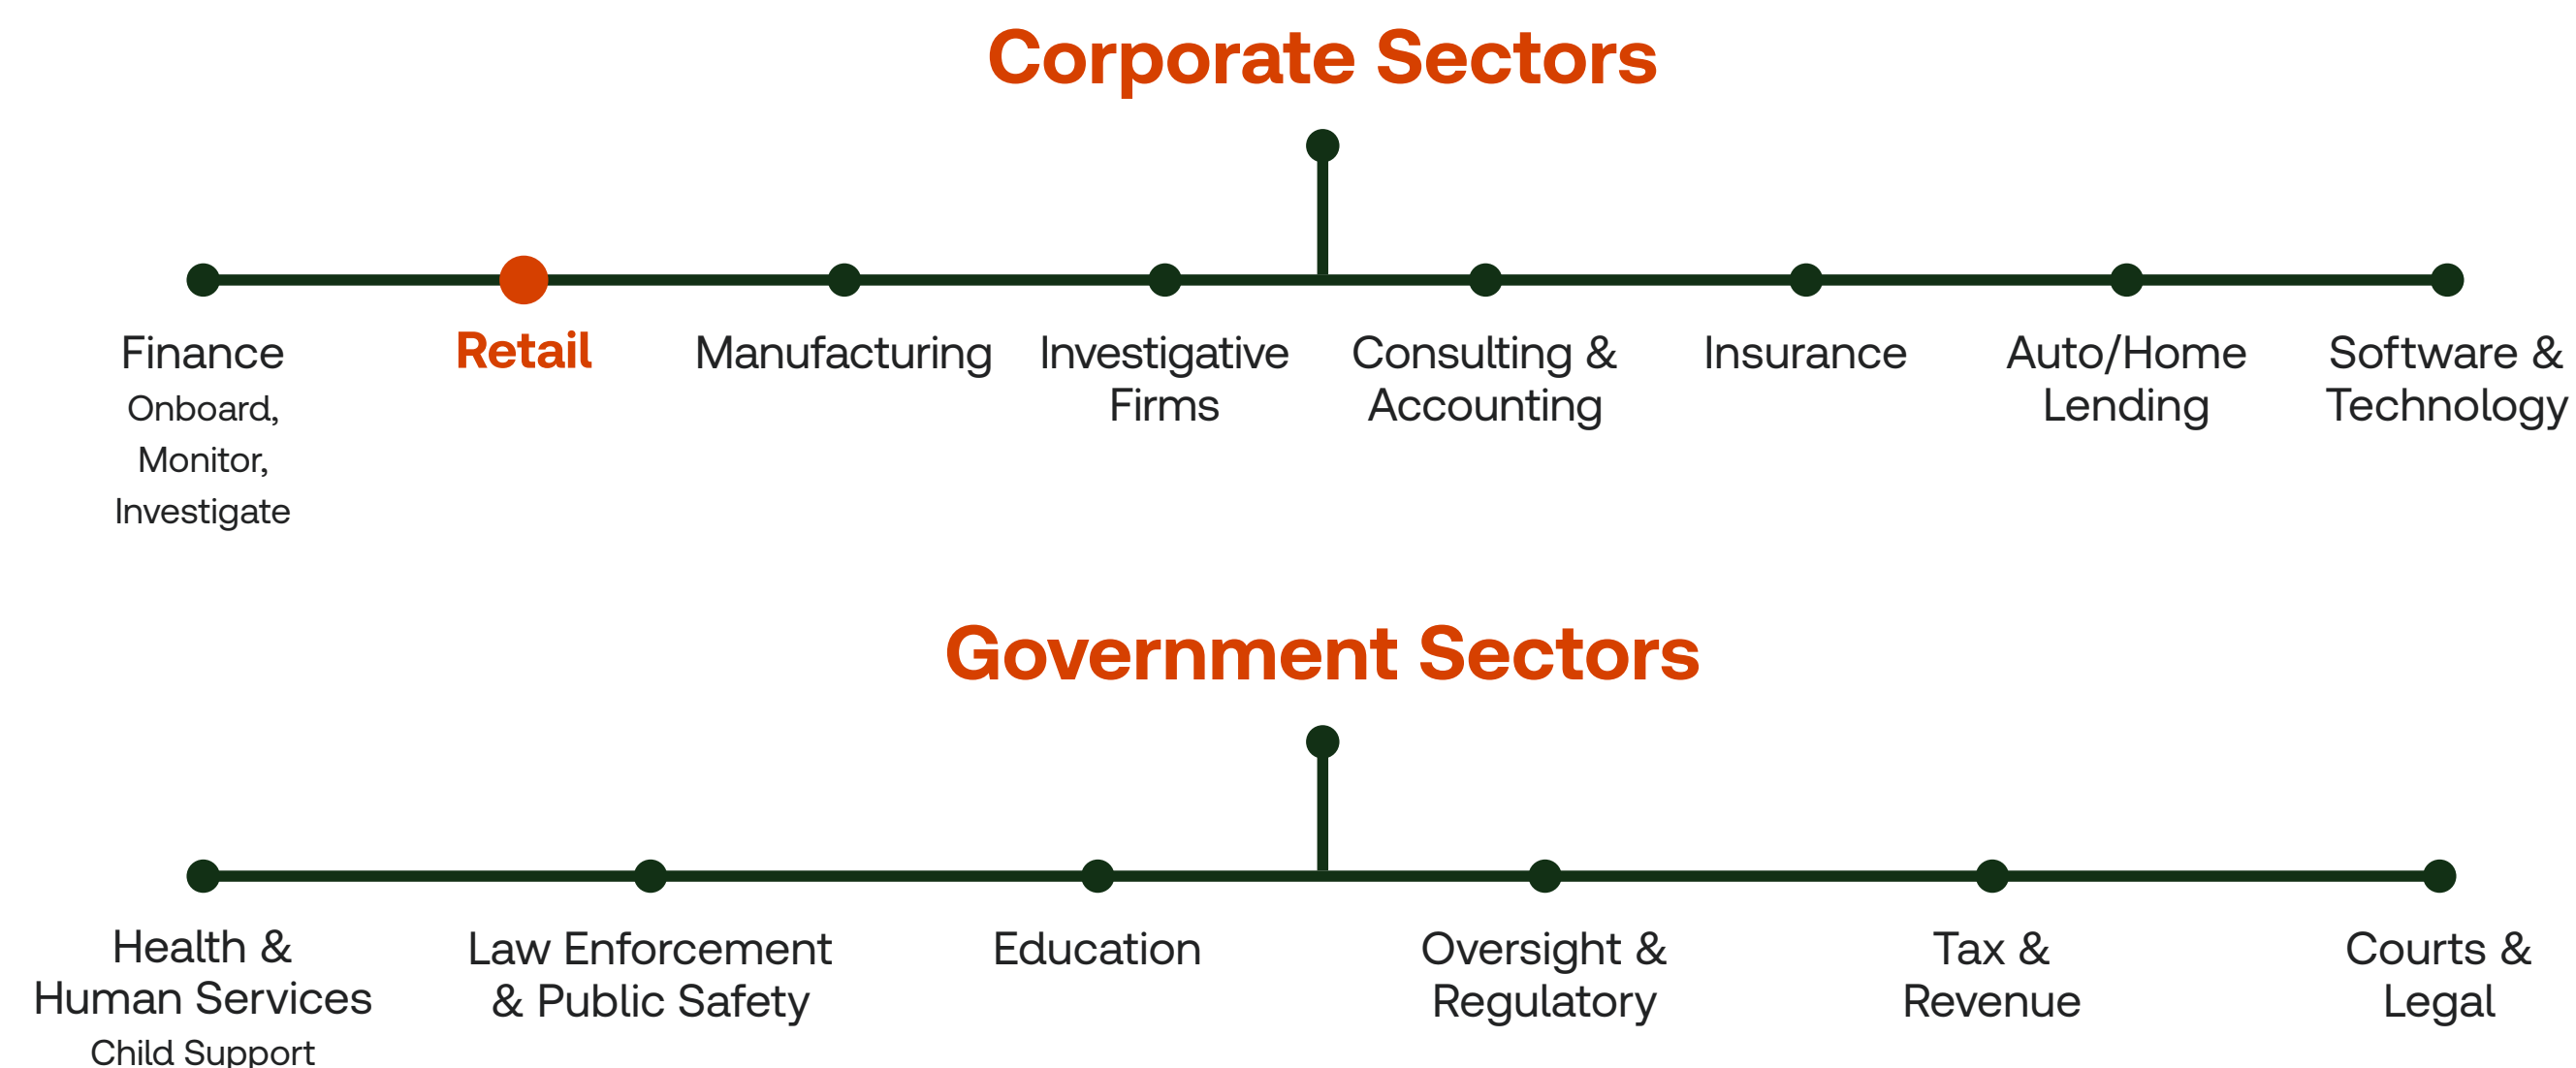 Corporate Sectors
Finance
Onboard,
Monitor,
Investigate
Retail
Manufacturing
Investigative
Firms
Consulting &
Accounting
Insurance
Auto/Home
Lending
Software &
Technology
Government Sectors
Health &
Human Services
Child Support
Law Enforcement
& Public Safety
Education
Oversight &
Regulatory
Tax &
Revenue
Courts &
Legal